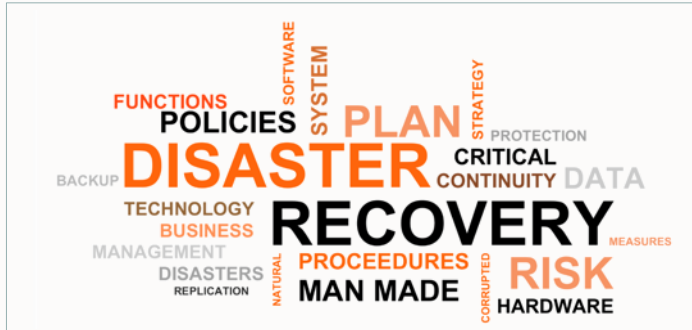 SOFTWARE
SYSTEM
STRATEGY
FUNCTIONS
POLICIES
PLAN
PROTECTION
DISASTER
CRITICAL
BACKUP
CONTINUITY
DATA
TECHNOLOGY
RECOVERY
BUSINESS
MEASURES
MANAGEMENT
NATURAL
PROCEEDURES
CORRUPTED
RISK
DISASTERS
MAN MADE
REPLICATION
HARDWARE